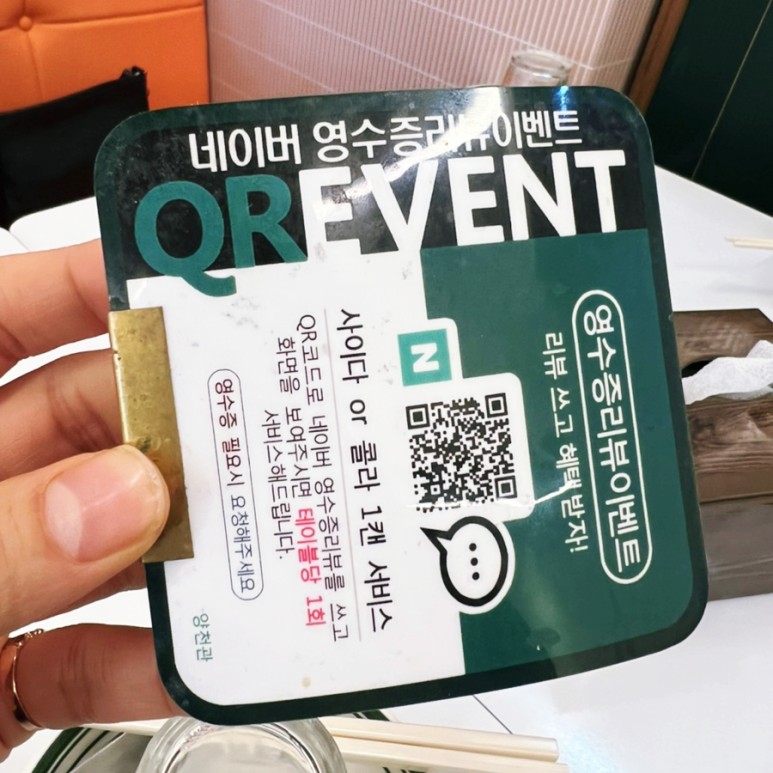 네이버 영수증리뷰이벤트
QR EVENT
영수증리뷰이벤트
리뷰 쓰고 혜택받자!
N
사이다 or 콜라 1캔 서비스
QR코드로 네이버 영수증리뷰를 쓰고
화면을 보여주시면 테이블당 1회
서비스해드립니다.
영수증 필요시 요청해주세요
양천관